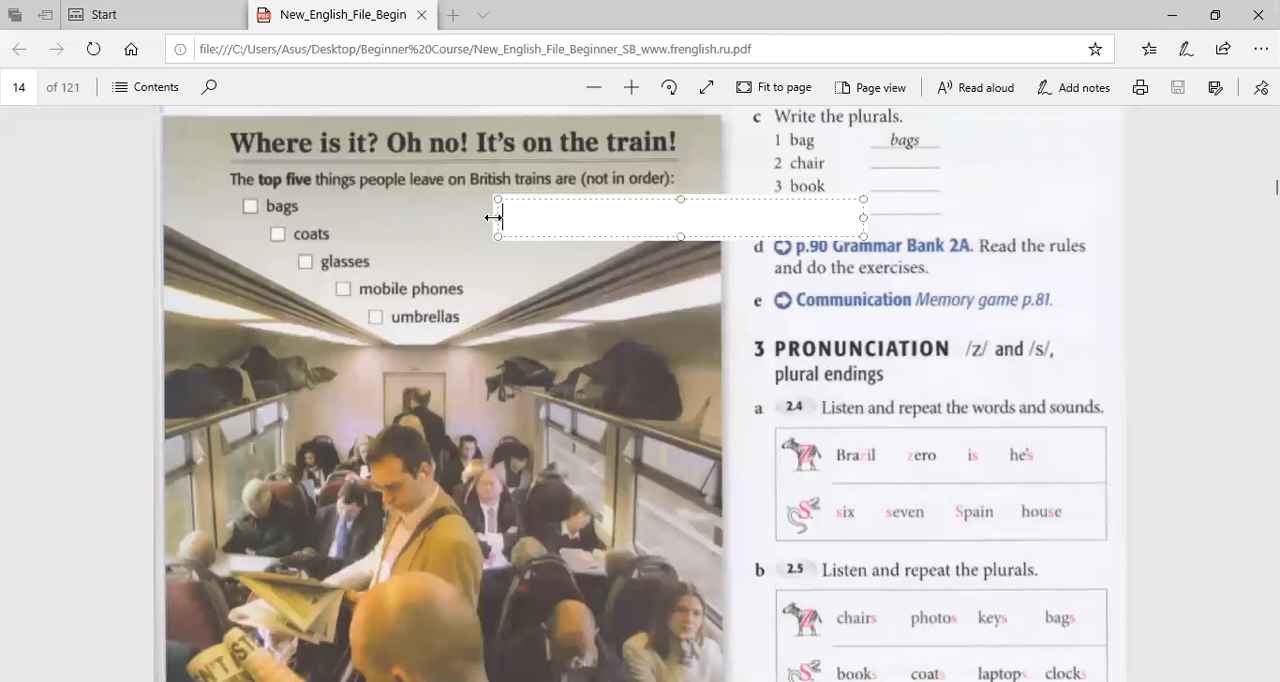 Start
New_English_File_Begin
file:///C:/Users/Asus/Desktop/Beginner%20Course/New_English_File_Beginner_SB_www.frenglish.ru.pdf
14 of 121 Contents Fit to page Page view Read aloud Add notes
Where is it? Oh no! It's on the train!
The top five things people leave on British trains are (not in order):
bags
coats
glasses
mobile phones
umbrellas
c Write the plurals.
1 bag bags
2 chair
3 book
d p.90 Grammar Bank 2A. Read the rules
and do the exercises.
e Communication Memory game p.81.
3 PRONUNCIATION /z/ and /s/,
plural endings
a 2.4 Listen and repeat the words and sounds.
Brazil zero is he's
six seven Spain house
b 2.5 Listen and repeat the plurals.
chairs photos keys bags
books coats laptops clocks